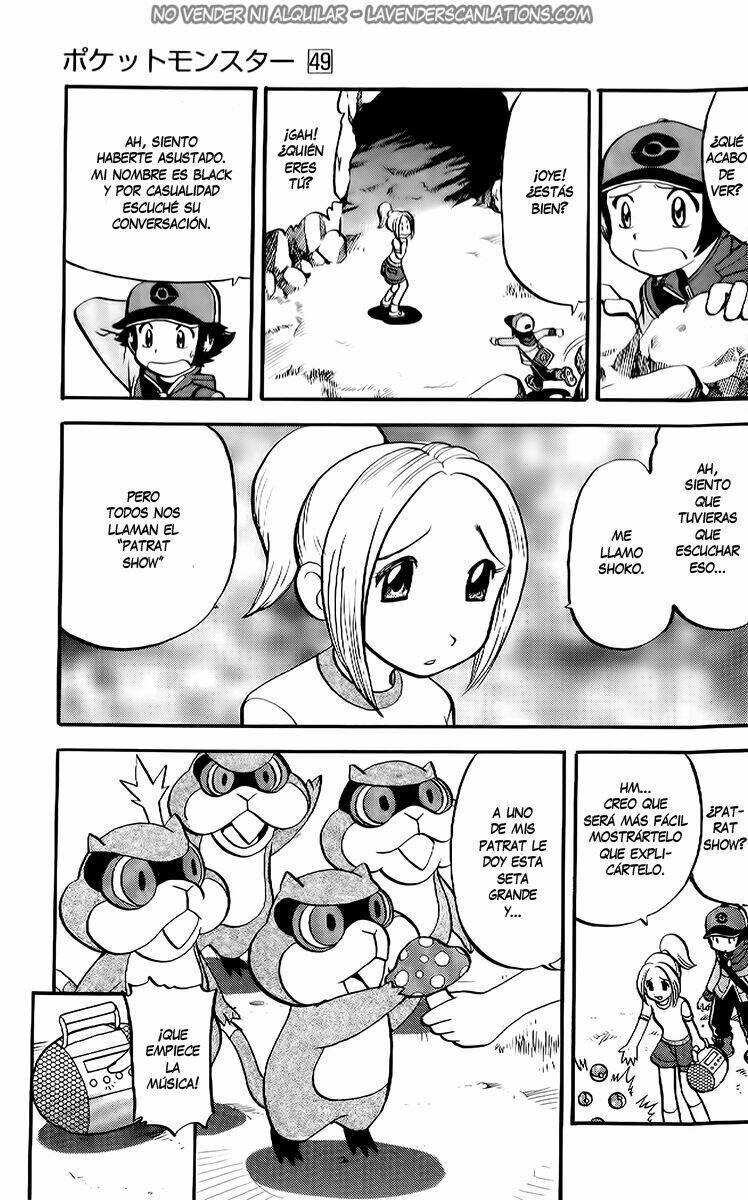 NO VENDER NI ALQUILAR - LAVENDERSCANLATIONS.COM
ポケットモンスター 49
¿QUÉ
ACABO
DE
VER?
¡OYE!
¿ESTÁS
BIEN?
¡GAH!
¿QUIÉN
ERES
TÚ?
AH, SIENTO
HABERTE ASUSTADO.
MI NOMBRE ES BLACK
Y POR CASUALIDAD
ESCUCHÉ SU
CONVERSACIÓN.
AH,
SIENTO
QUE
TUVIERAS
QUE
ESCUCHAR
ESO...
ME
LLAMO
SHOKO.
PERO
TODOS NOS
LLAMAN EL
"PATRAT
SHOW"
¿PAT-
RAT
SHOW?
HM...
CREO QUE
SERÁ MÁS FÁCIL
MOSTRÁRTELO
QUE EXPLI-
CÁRTELO.
A UNO
DE MIS
PATRAT LE
DOY ESTA
SETA
GRANDE
Y...
¡QUE
EMPIECE
LA
MÚSICA!